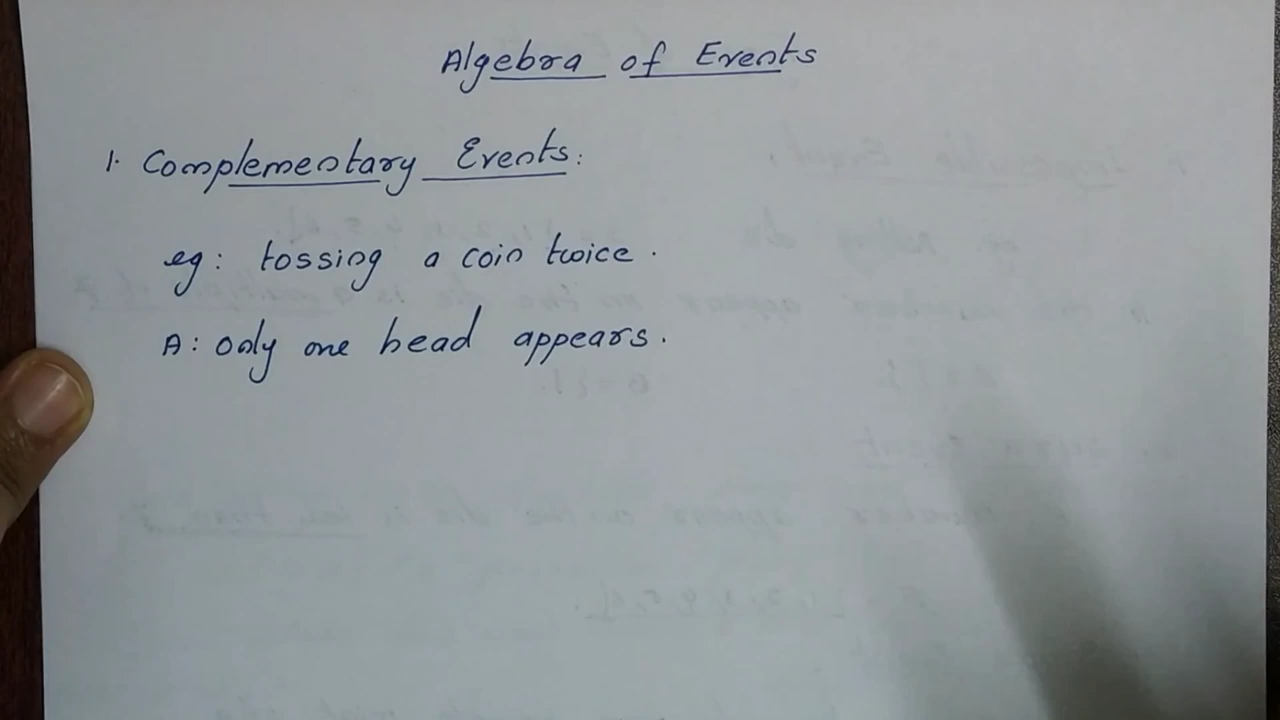 Algebra of Events
1. Complementary Events:
eg: tossing a coin twice.
A: only one head appears.